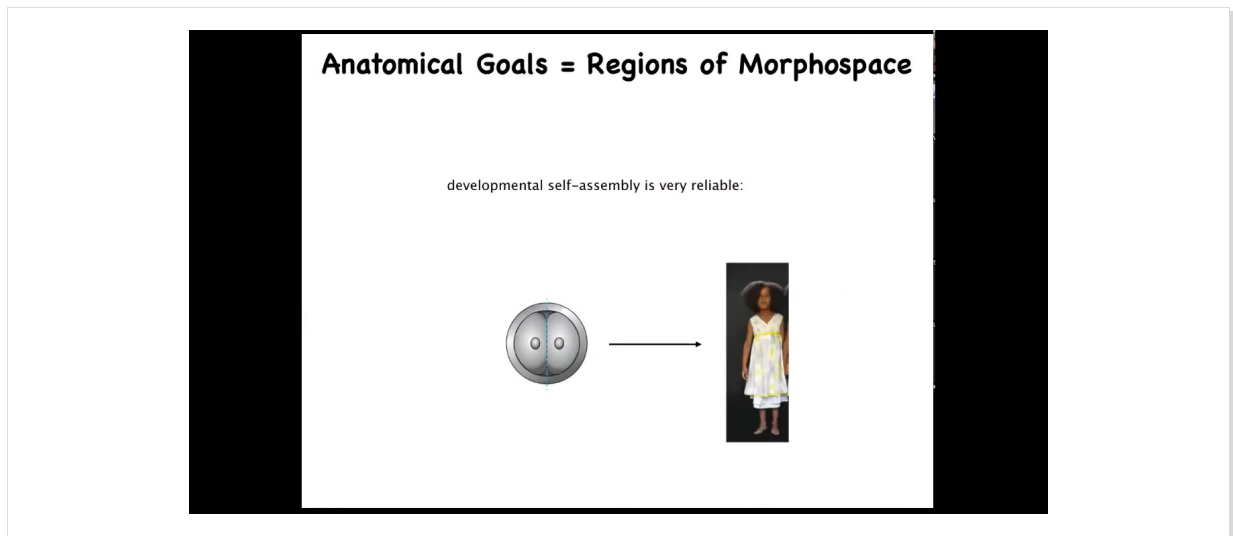 Anatomical Goals = Regions of Morphospace
developmental self-assembly is very reliable: